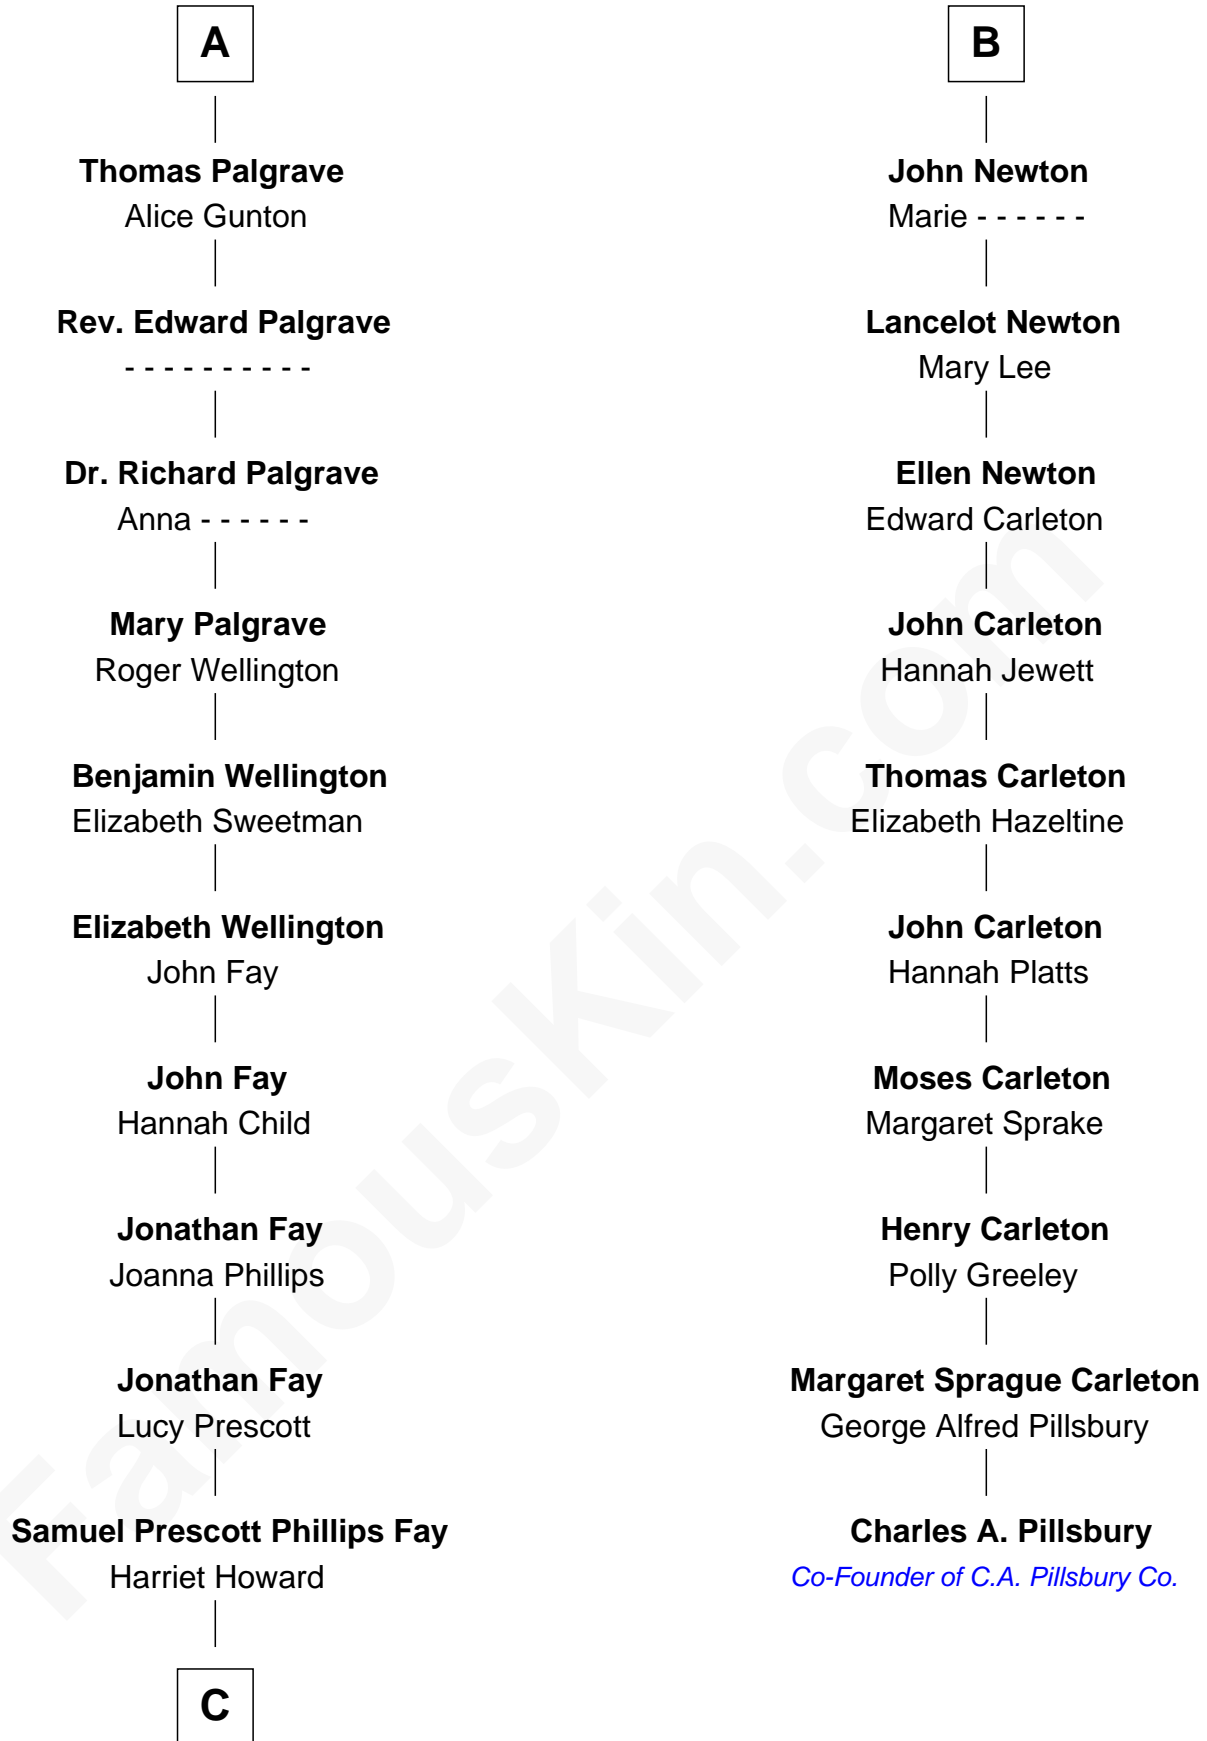 A
Thomas Palgrave
Alice Gunton
Rev. Edward Palgrave
- - - - - - - - - -
Dr. Richard Palgrave
Anna - - - - - -
Mary Palgrave
Roger Wellington
Benjamin Wellington
Elizabeth Sweetman
Elizabeth Wellington
John Fay
John Fay
Hannah Child
Jonathan Fay
Joanna Phillips
Jonathan Fay
Lucy Prescott
Samuel Prescott Phillips Fay
Harriet Howard
C
B
John Newton
Marie - - - - - -
Lancelot Newton
Mary Lee
Ellen Newton
Edward Carleton
John Carleton
Hannah Jewett
Thomas Carleton
Elizabeth Hazeltine
John Carleton
Hannah Platts
Moses Carleton
Margaret Sprake
Henry Carleton
Polly Greeley
Margaret Sprague Carleton
George Alfred Pillsbury
Charles A. Pillsbury
Co-Founder of C.A. Pillsbury Co.
FamousKin.com